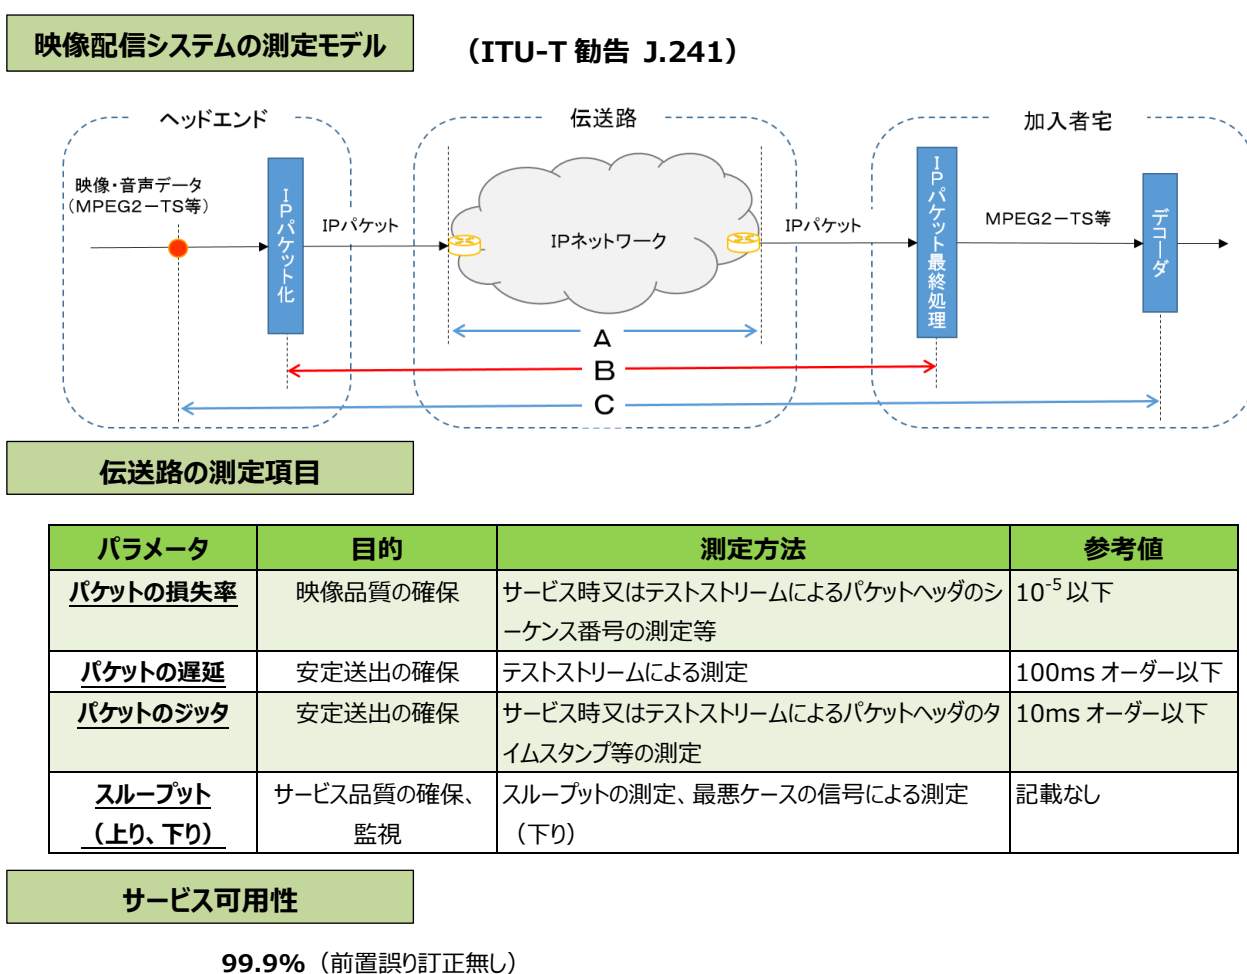 映像配信システムの測定モデル
（ITU-T 勧告 J.241）
ヘッドエンド
伝送路
加入者宅
映像・音声データ
（MPEG2－TS等）
IPパケット化
IPパケット
IPネットワーク
IPパケット
IPパケット最終処理
MPEG2－TS等
デコーダ
A
B
C
伝送路の測定項目
パラメータ 目的 測定方法 参考値
パケットの損失率 映像品質の確保 サービス時又はテストストリームによるパケットヘッダのシ 10-5 以下
ーケンス番号の測定等
パケットの遅延 安定送出の確保 テストストリームによる測定 100ms オーダー以下
パケットのジッタ 安定送出の確保 サービス時又はテストストリームによるパケットヘッダのタ 10ms オーダー以下
イムスタンプ等の測定
スループット サービス品質の確保、 スループットの測定、最悪ケースの信号による測定 記載なし
（上り、下り） 監視 （下り）
サービス可用性
99.9%（前置誤り訂正無し）